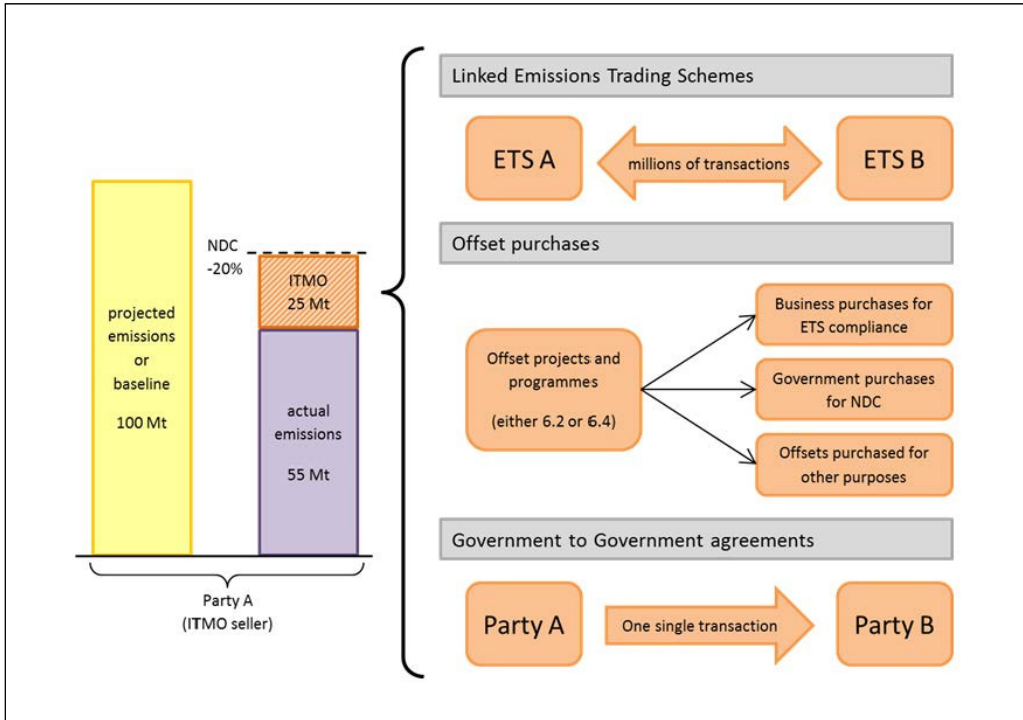 NDC
-20%
projected
emissions
or
baseline
100 Mt
ITMO
25 Mt
actual
emissions
55 Mt
Party A
(ITMO seller)
Linked Emissions Trading Schemes
ETS A
millions of transactions
ETS B
Offset purchases
Offset projects and
programmes
(either 6.2 or 6.4)
Business purchases for
ETS compliance
Government purchases
for NDC
Offsets purchased for
other purposes
Government to Government agreements
Party A
One single transaction
Party B